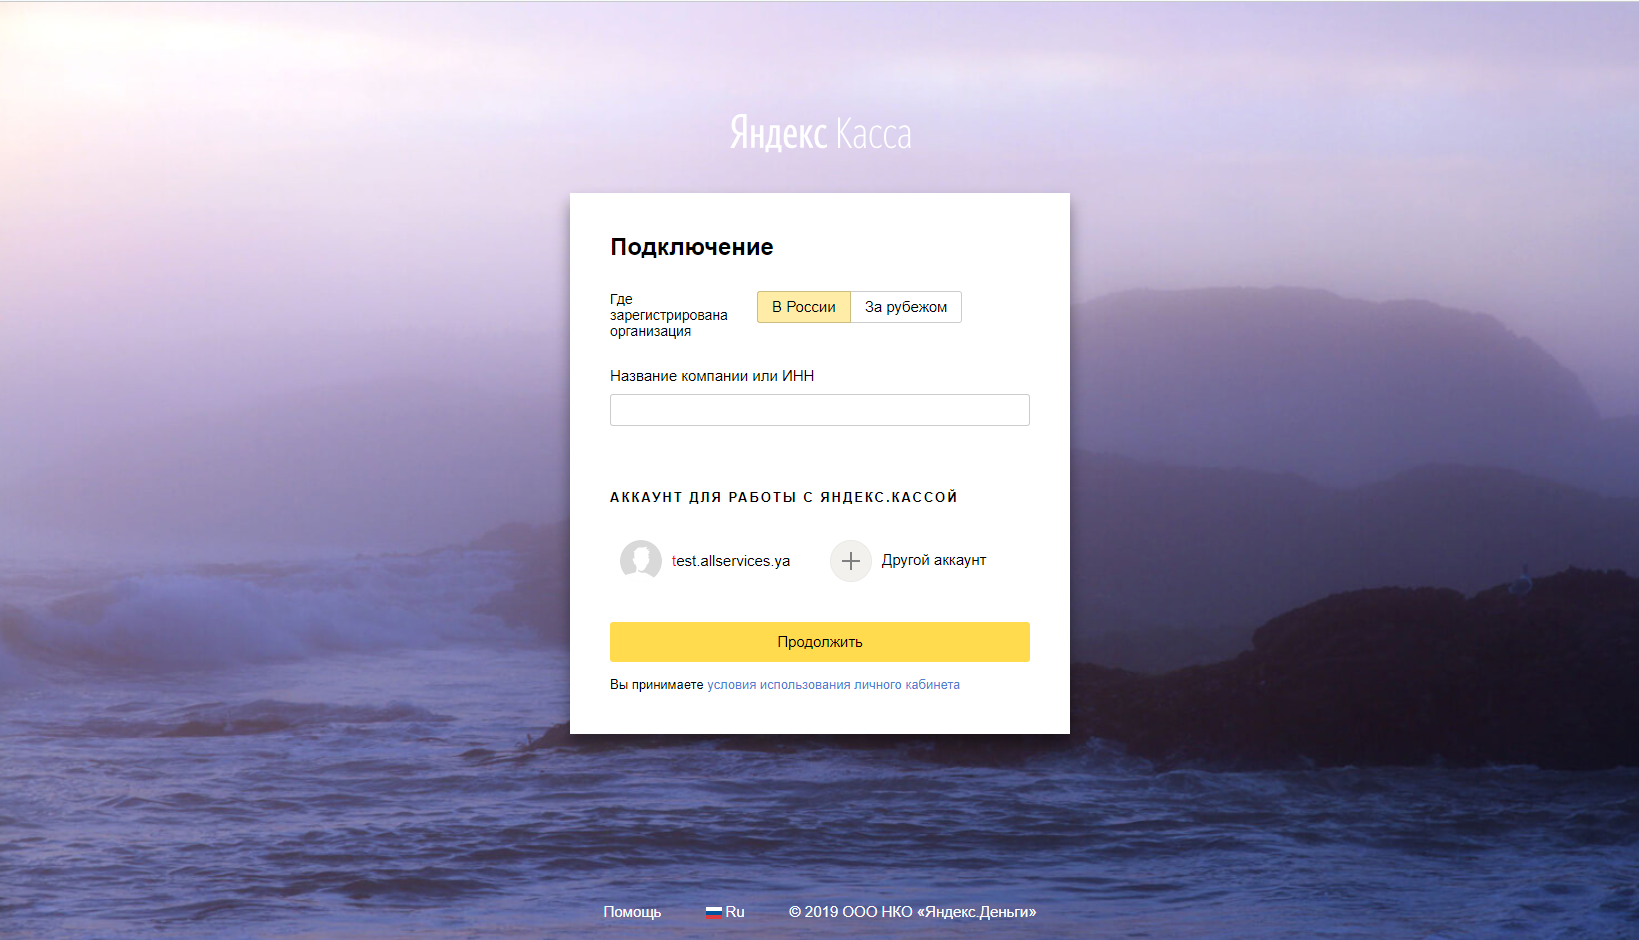 Яндекс Касса
Подключение
Где
зарегистрирована
организация
В России
За рубежом
Название компании или ИНН
АККАУНТ ДЛЯ РАБОТЫ С ЯНДЕКС.КАССОЙ
test.allservices.ya
Другой аккаунт
Продолжить
Вы принимаете условия использования личного кабинета
Помощь Ru © 2019 ООО НКО «Яндекс.Деньги»